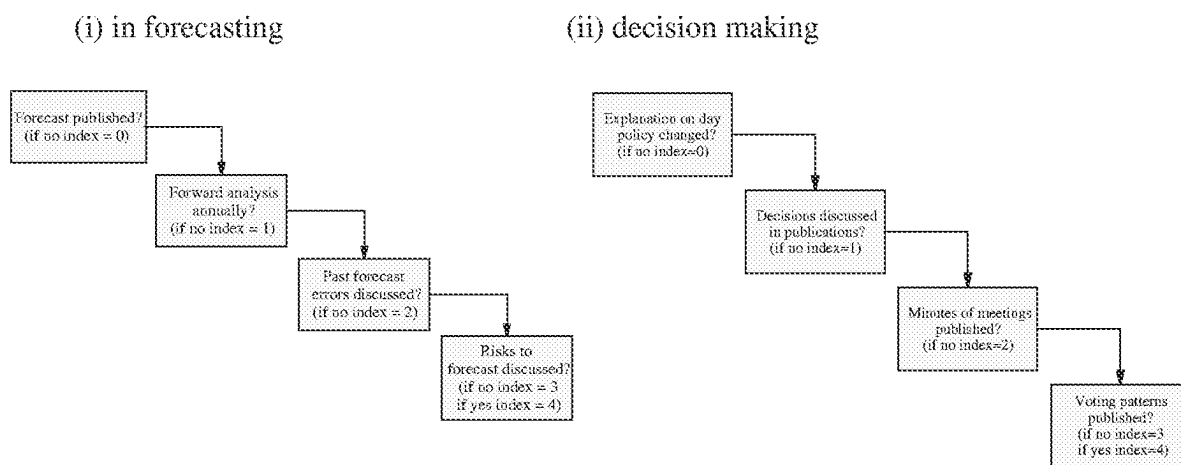 (i) in forecasting
Forecast published?
(if no index = 0)
Forward analysis
annually?
(if no index = 1)
Past forecast
errors discussed?
(if no index = 2)
Risks to
forecast discussed?
(if no index = 3
if yes index = 4)
(ii) decision making
Explanation on day
policy changed?
(if no index=0)
Decisions discussed
in publications?
(if no index=1)
Minutes of meetings
published?
(if no index=2)
Voting patterns
published?
(if no index=3
if yes index=4)